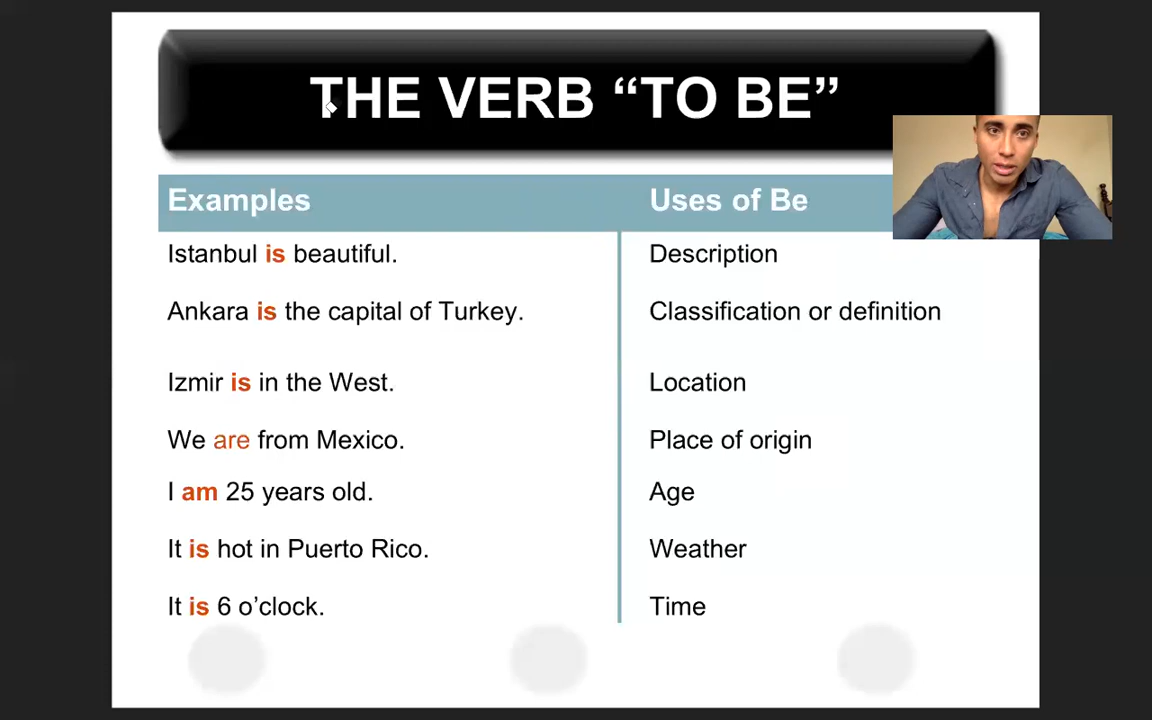 THE VERB “TO BE”
Examples Uses of Be
Istanbul is beautiful. Description
Ankara is the capital of Turkey. Classification or definition
Izmir is in the West. Location
We are from Mexico. Place of origin
I am 25 years old. Age
It is hot in Puerto Rico. Weather
It is 6 o’clock. Time